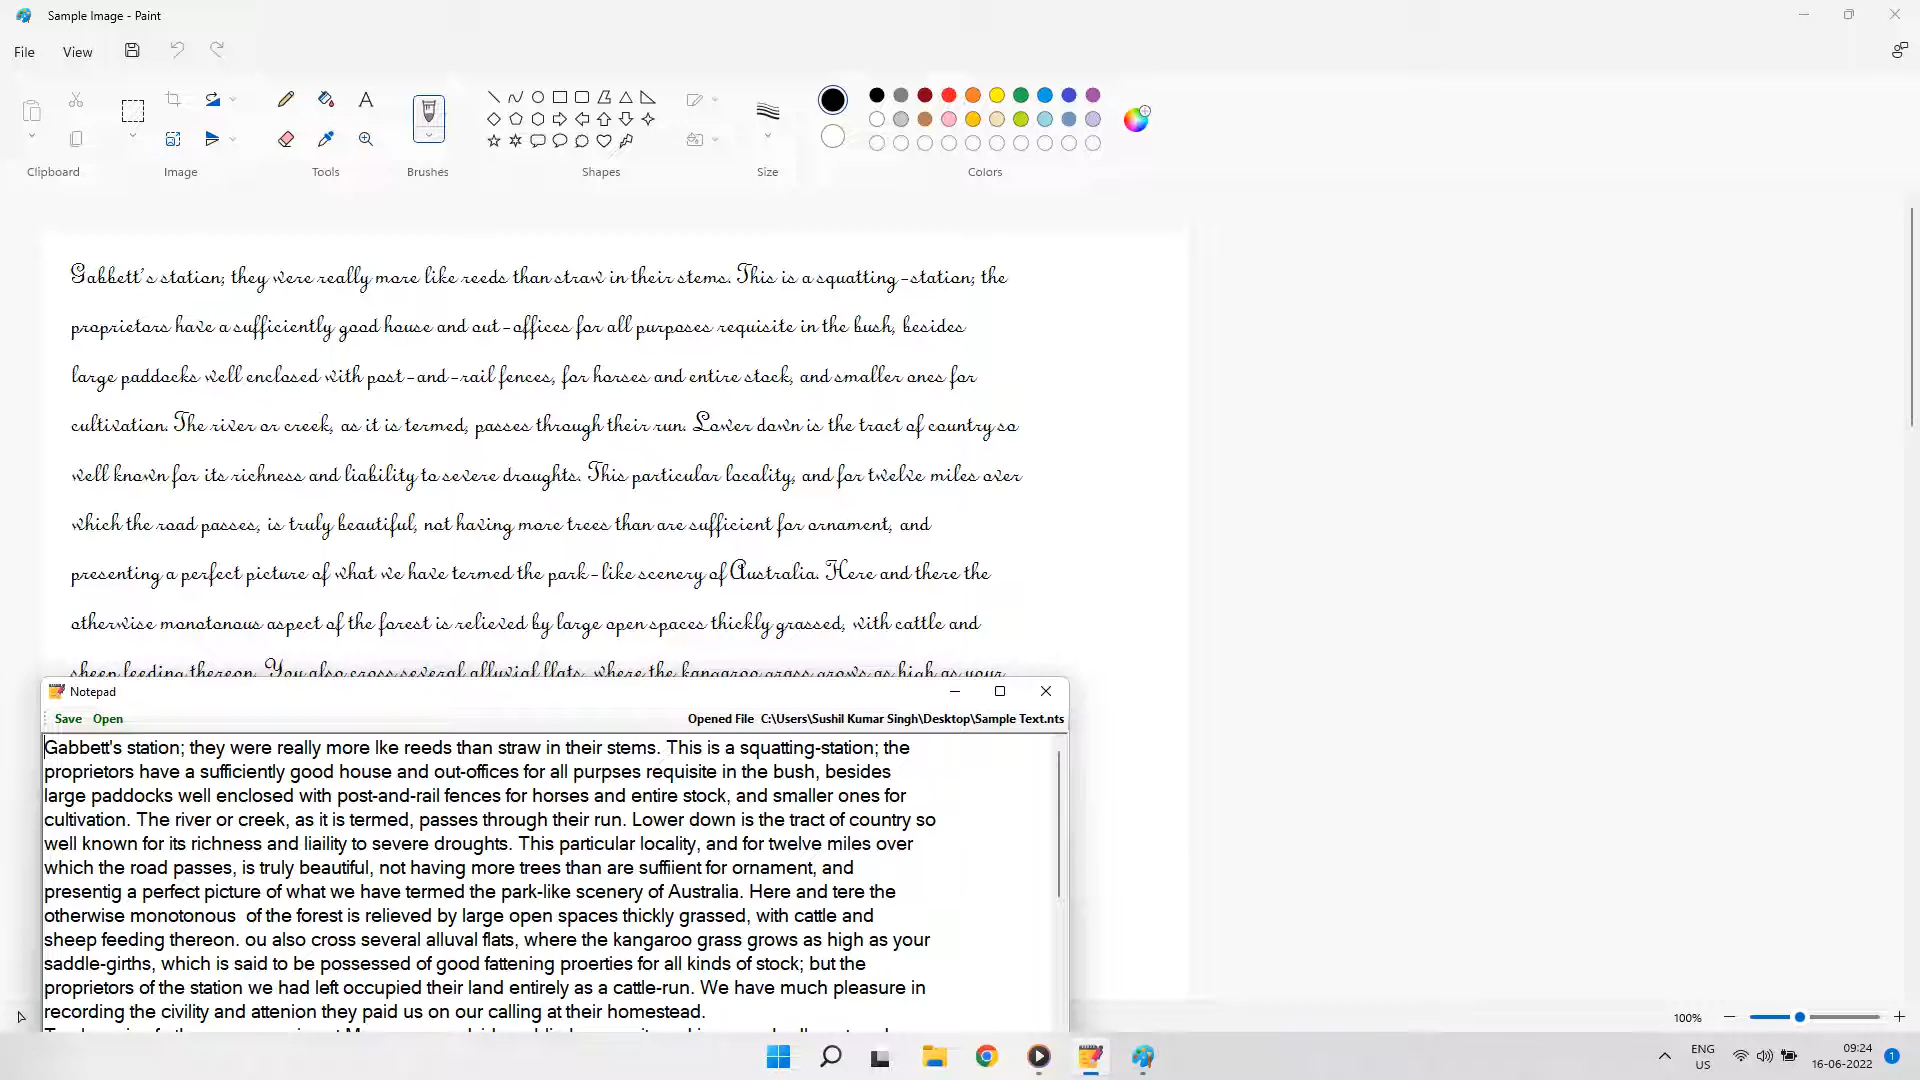 Sample Image - Paint
File View
Clipboard Image Tools Brushes Shapes Size Colors
Gabbett's station; they were really more like reeds than straw in their stems. This is a squatting-station; the
proprietors have a sufficiently good house and out-offices for all purposes requisite in the bush, besides
large paddocks well enclosed with post-and-rail fences, for horses and entire stock, and smaller ones for
cultivation. The river or creek, as it is termed, passes through their run. Lower down is the tract of country so
well known for its richness and liability to severe droughts. This particular locality, and for twelve miles over
which the road passes, is truly beautiful, not having more trees than are sufficient for ornament, and
presenting a perfect picture of what we have termed the park-like scenery of Australia. Here and there the
otherwise monotonous aspect of the forest is relieved by large open spaces thickly grassed, with cattle and
sheep feeding thereon. You also cross several alluvial flats, where the kangaroo grass grows as high as your
Notepad
Save Open Opened File C:\Users\Sushil Kumar Singh\Desktop\Sample Text.nts
Gabbett's station; they were really more lke reeds than straw in their stems. This is a squatting-station; the
proprietors have a sufficiently good house and out-offices for all purpses requisite in the bush, besides
large paddocks well enclosed with post-and-rail fences for horses and entire stock, and smaller ones for
cultivation. The river or creek, as it is termed, passes through their run. Lower down is the tract of country so
well known for its richness and liaility to severe droughts. This particular locality, and for twelve miles over
which the road passes, is truly beautiful, not having more trees than are suffiient for ornament, and
presentig a perfect picture of what we have termed the park-like scenery of Australia. Here and tere the
otherwise monotonous  of the forest is relieved by large open spaces thickly grassed, with cattle and
sheep feeding thereon. ou also cross several alluval flats, where the kangaroo grass grows as high as your
saddle-girths, which is said to be possessed of good fattening proerties for all kinds of stock; but the
proprietors of the station we had left occupied their land entirely as a cattle-run. We have much pleasure in
recording the civility and attenion they paid us on our calling at their homestead.
100%
ENG
US
09:24
16-06-2022
1